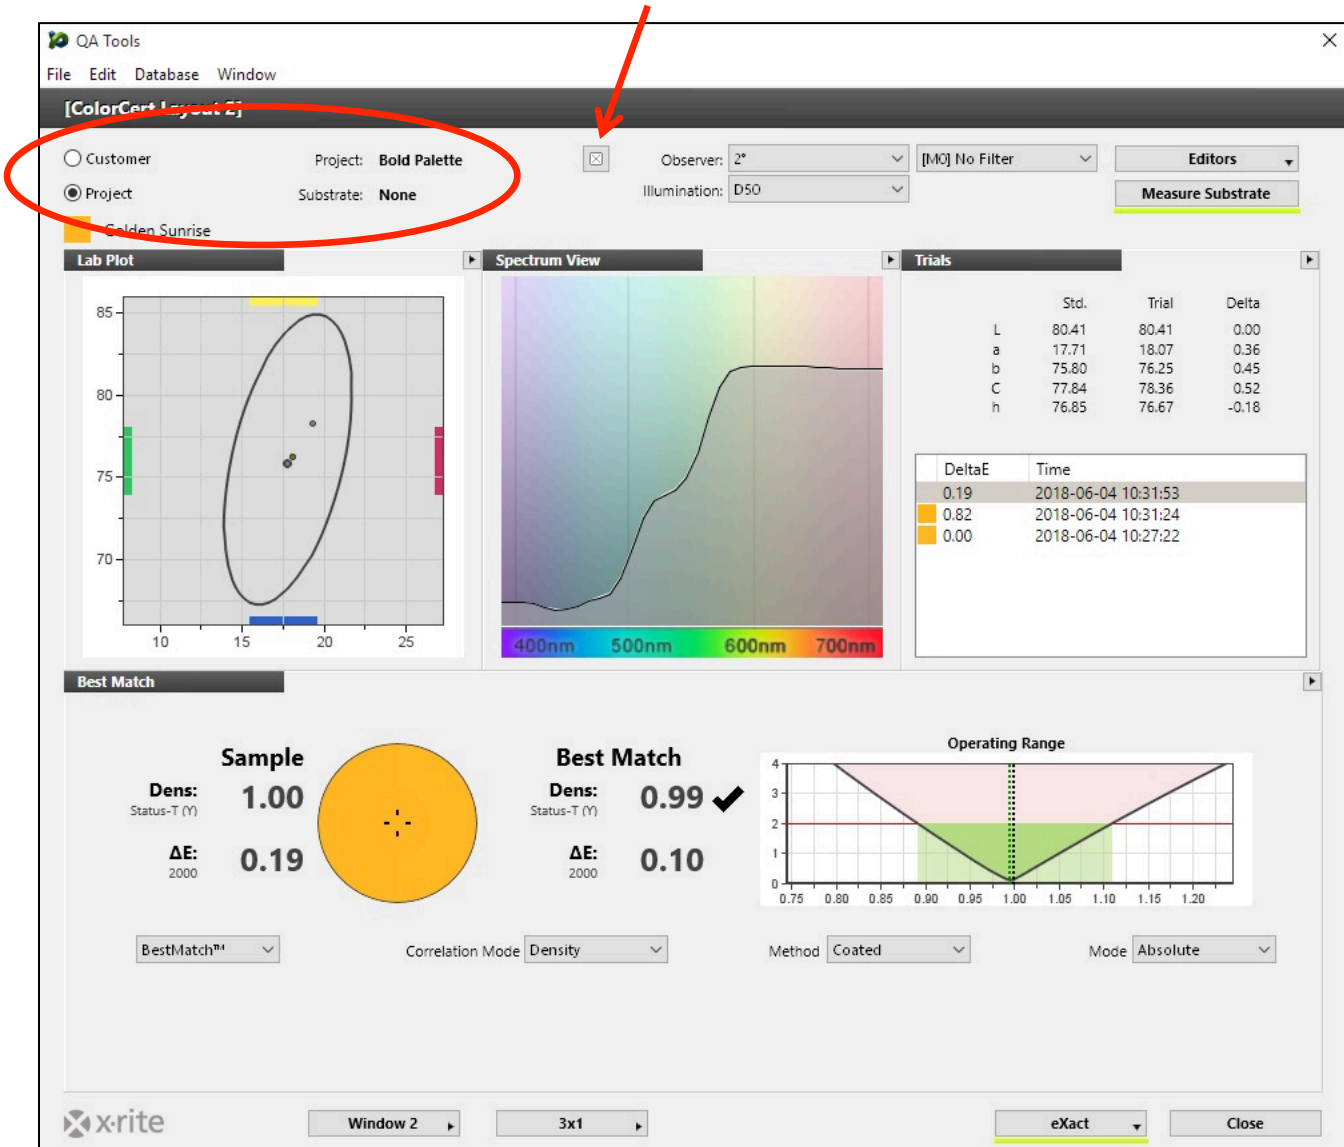 QA Tools
File Edit Database Window
[ColorCert Layout 2]
Customer
Project: Bold Palette
Observer: 2°
[M0] No Filter
Editors
Project
Substrate: None
Illumination: D50
Measure Substrate
Golden Sunrise
Lab Plot
85
80
75
70
10 15 20 25
Spectrum View
400nm 500nm 600nm 700nm
Trials
Std. Trial Delta
L 80.41 80.41 0.00
a 17.71 18.07 0.36
b 75.80 76.25 0.45
C 77.84 78.36 0.52
h 76.85 76.67 -0.18
DeltaE Time
0.19 2018-06-04 10:31:53
0.82 2018-06-04 10:31:24
0.00 2018-06-04 10:27:22
Best Match
Sample
Dens: 1.00
Status-T (Y)
ΔE: 0.19
2000
Best Match
Dens: 0.99
Status-T (Y)
ΔE: 0.10
2000
Operating Range
4
3
2
1
0
0.75 0.80 0.85 0.90 0.95 1.00 1.05 1.10 1.15 1.20
BestMatch™
Correlation Mode Density
Method Coated
Mode Absolute
x·rite
Window 2
3x1
eXact
Close